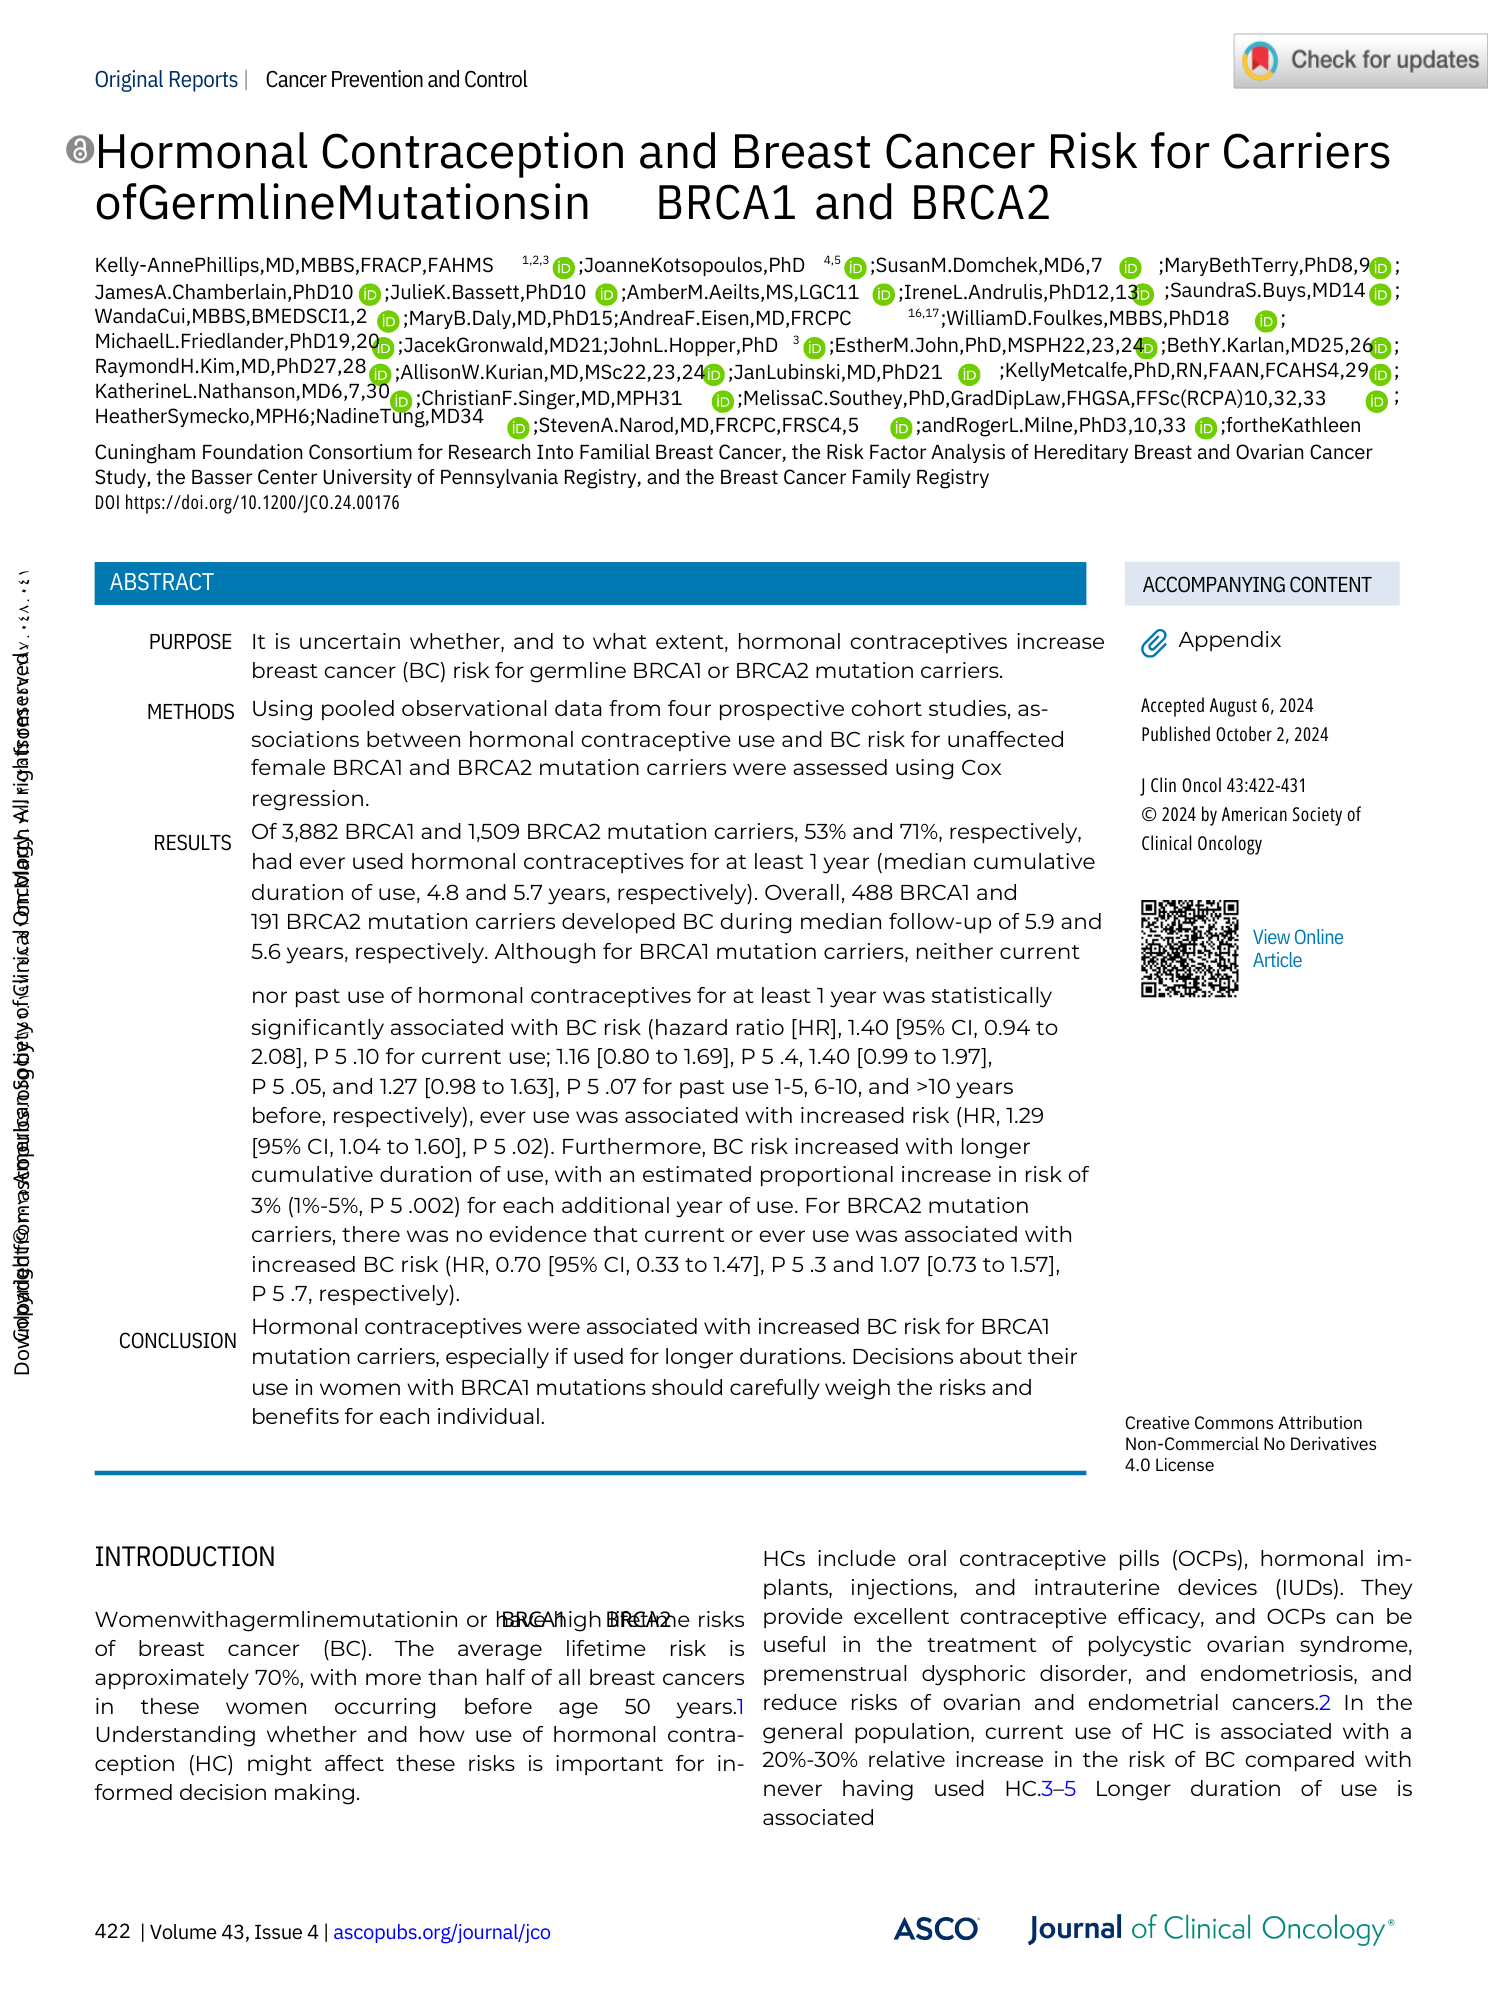 Check for updates
Original Reports | Cancer Prevention and Control
Hormonal Contraception and Breast Cancer Risk for Carriers
ofGermlineMutationsin BRCA1 and BRCA2
Kelly-AnnePhillips,MD,MBBS,FRACP,FAHMS 1,2,3 iD ;JoanneKotsopoulos,PhD 4,5 iD ;SusanM.Domchek,MD6,7 iD ;MaryBethTerry,PhD8,9 iD ;
JamesA.Chamberlain,PhD10 iD ;JulieK.Bassett,PhD10 iD ;AmberM.Aeilts,MS,LGC11 iD ;IreneL.Andrulis,PhD12,13 iD ;SaundraS.Buys,MD14 iD ;
WandaCui,MBBS,BMEDSCI1,2 iD ;MaryB.Daly,MD,PhD15;AndreaF.Eisen,MD,FRCPC 16,17;WilliamD.Foulkes,MBBS,PhD18 iD ;
MichaelL.Friedlander,PhD19,20 iD ;JacekGronwald,MD21;JohnL.Hopper,PhD 3 iD ;EstherM.John,PhD,MSPH22,23,24 iD ;BethY.Karlan,MD25,26 iD ;
RaymondH.Kim,MD,PhD27,28 iD ;AllisonW.Kurian,MD,MSc22,23,24 iD ;JanLubinski,MD,PhD21 iD ;KellyMetcalfe,PhD,RN,FAAN,FCAHS4,29 iD ;
KatherineL.Nathanson,MD6,7,30 iD ;ChristianF.Singer,MD,MPH31 iD ;MelissaC.Southey,PhD,GradDipLaw,FHGSA,FFSc(RCPA)10,32,33 iD ;
HeatherSymecko,MPH6;NadineTung,MD34 iD ;StevenA.Narod,MD,FRCPC,FRSC4,5 iD ;andRogerL.Milne,PhD3,10,33 iD ;fortheKathleen
Cuningham Foundation Consortium for Research Into Familial Breast Cancer, the Risk Factor Analysis of Hereditary Breast and Ovarian Cancer
Study, the Basser Center University of Pennsylvania Registry, and the Breast Cancer Family Registry
DOI https://doi.org/10.1200/JCO.24.00176
ABSTRACT
PURPOSE It is uncertain whether, and to what extent, hormonal contraceptives increase
breast cancer (BC) risk for germline BRCA1 or BRCA2 mutation carriers.
METHODS Using pooled observational data from four prospective cohort studies, as-
sociations between hormonal contraceptive use and BC risk for unaffected
female BRCA1 and BRCA2 mutation carriers were assessed using Cox
regression.
RESULTS Of 3,882 BRCA1 and 1,509 BRCA2 mutation carriers, 53% and 71%, respectively,
had ever used hormonal contraceptives for at least 1 year (median cumulative
duration of use, 4.8 and 5.7 years, respectively). Overall, 488 BRCA1 and
191 BRCA2 mutation carriers developed BC during median follow-up of 5.9 and
5.6 years, respectively. Although for BRCA1 mutation carriers, neither current
nor past use of hormonal contraceptives for at least 1 year was statistically
significantly associated with BC risk (hazard ratio [HR], 1.40 [95% CI, 0.94 to
2.08], P 5 .10 for current use; 1.16 [0.80 to 1.69], P 5 .4, 1.40 [0.99 to 1.97],
P 5 .05, and 1.27 [0.98 to 1.63], P 5 .07 for past use 1-5, 6-10, and >10 years
before, respectively), ever use was associated with increased risk (HR, 1.29
[95% CI, 1.04 to 1.60], P 5 .02). Furthermore, BC risk increased with longer
cumulative duration of use, with an estimated proportional increase in risk of
3% (1%-5%, P 5 .002) for each additional year of use. For BRCA2 mutation
carriers, there was no evidence that current or ever use was associated with
increased BC risk (HR, 0.70 [95% CI, 0.33 to 1.47], P 5 .3 and 1.07 [0.73 to 1.57],
P 5 .7, respectively).
CONCLUSION Hormonal contraceptives were associated with increased BC risk for BRCA1
mutation carriers, especially if used for longer durations. Decisions about their
use in women with BRCA1 mutations should carefully weigh the risks and
benefits for each individual.
ACCOMPANYING CONTENT
Appendix
Accepted August 6, 2024
Published October 2, 2024
J Clin Oncol 43:422-431
© 2024 by American Society of
Clinical Oncology
View Online
Article
Creative Commons Attribution
Non-Commercial No Derivatives
4.0 License
INTRODUCTION
Womenwithagermlinemutationin BRCA1 or BRCA2 have high lifetime risks
of breast cancer (BC). The average lifetime risk is
approximately 70%, with more than half of all breast cancers
in these women occurring before age 50 years.1
Understanding whether and how use of hormonal contra-
ception (HC) might affect these risks is important for in-
formed decision making.
HCs include oral contraceptive pills (OCPs), hormonal im-
plants, injections, and intrauterine devices (IUDs). They
provide excellent contraceptive efficacy, and OCPs can be
useful in the treatment of polycystic ovarian syndrome,
premenstrual dysphoric disorder, and endometriosis, and
reduce risks of ovarian and endometrial cancers.2 In the
general population, current use of HC is associated with a
20%-30% relative increase in the risk of BC compared with
never having used HC.3–5 Longer duration of use is
associated
422 | Volume 43, Issue 4 | ascopubs.org/journal/jco
ASCO Journal of Clinical Oncology®